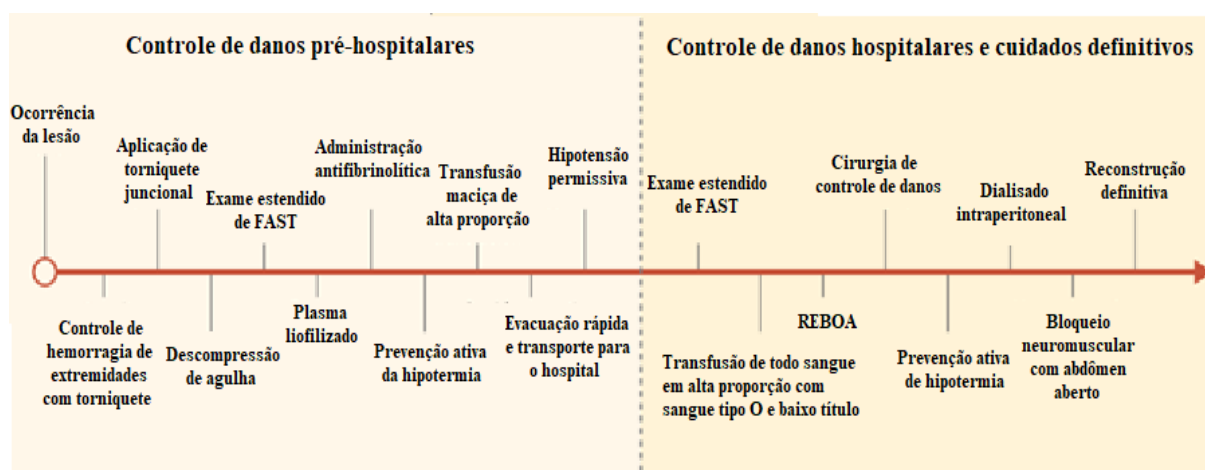 Controle de danos pré-hospitalares
Controle de danos hospitalares e cuidados definitivos
Ocorrência
da lesão
Controle de
hemorragia de
extremidades
com torniquete
Aplicação de
torniquete
juncional
Descompressão
de agulha
Exame estendido
de FAST
Plasma
liofilizado
Administração
antifibrinolítica
Prevenção ativa
da hipotermia
Transfusão
maciça de
alta proporção
Evacuação rápida
e transporte para
o hospital
Hipotensão
permissiva
Exame estendido
de FAST
Transfusão de todo sangue
em alta proporção com
sangue tipo O e baixo título
REBOA
Cirurgia de
controle de danos
Prevenção ativa
de hipotermia
Dialisado
intraperitoneal
Bloqueio
neuromuscular
com abdômen
aberto
Reconstrução
definitiva